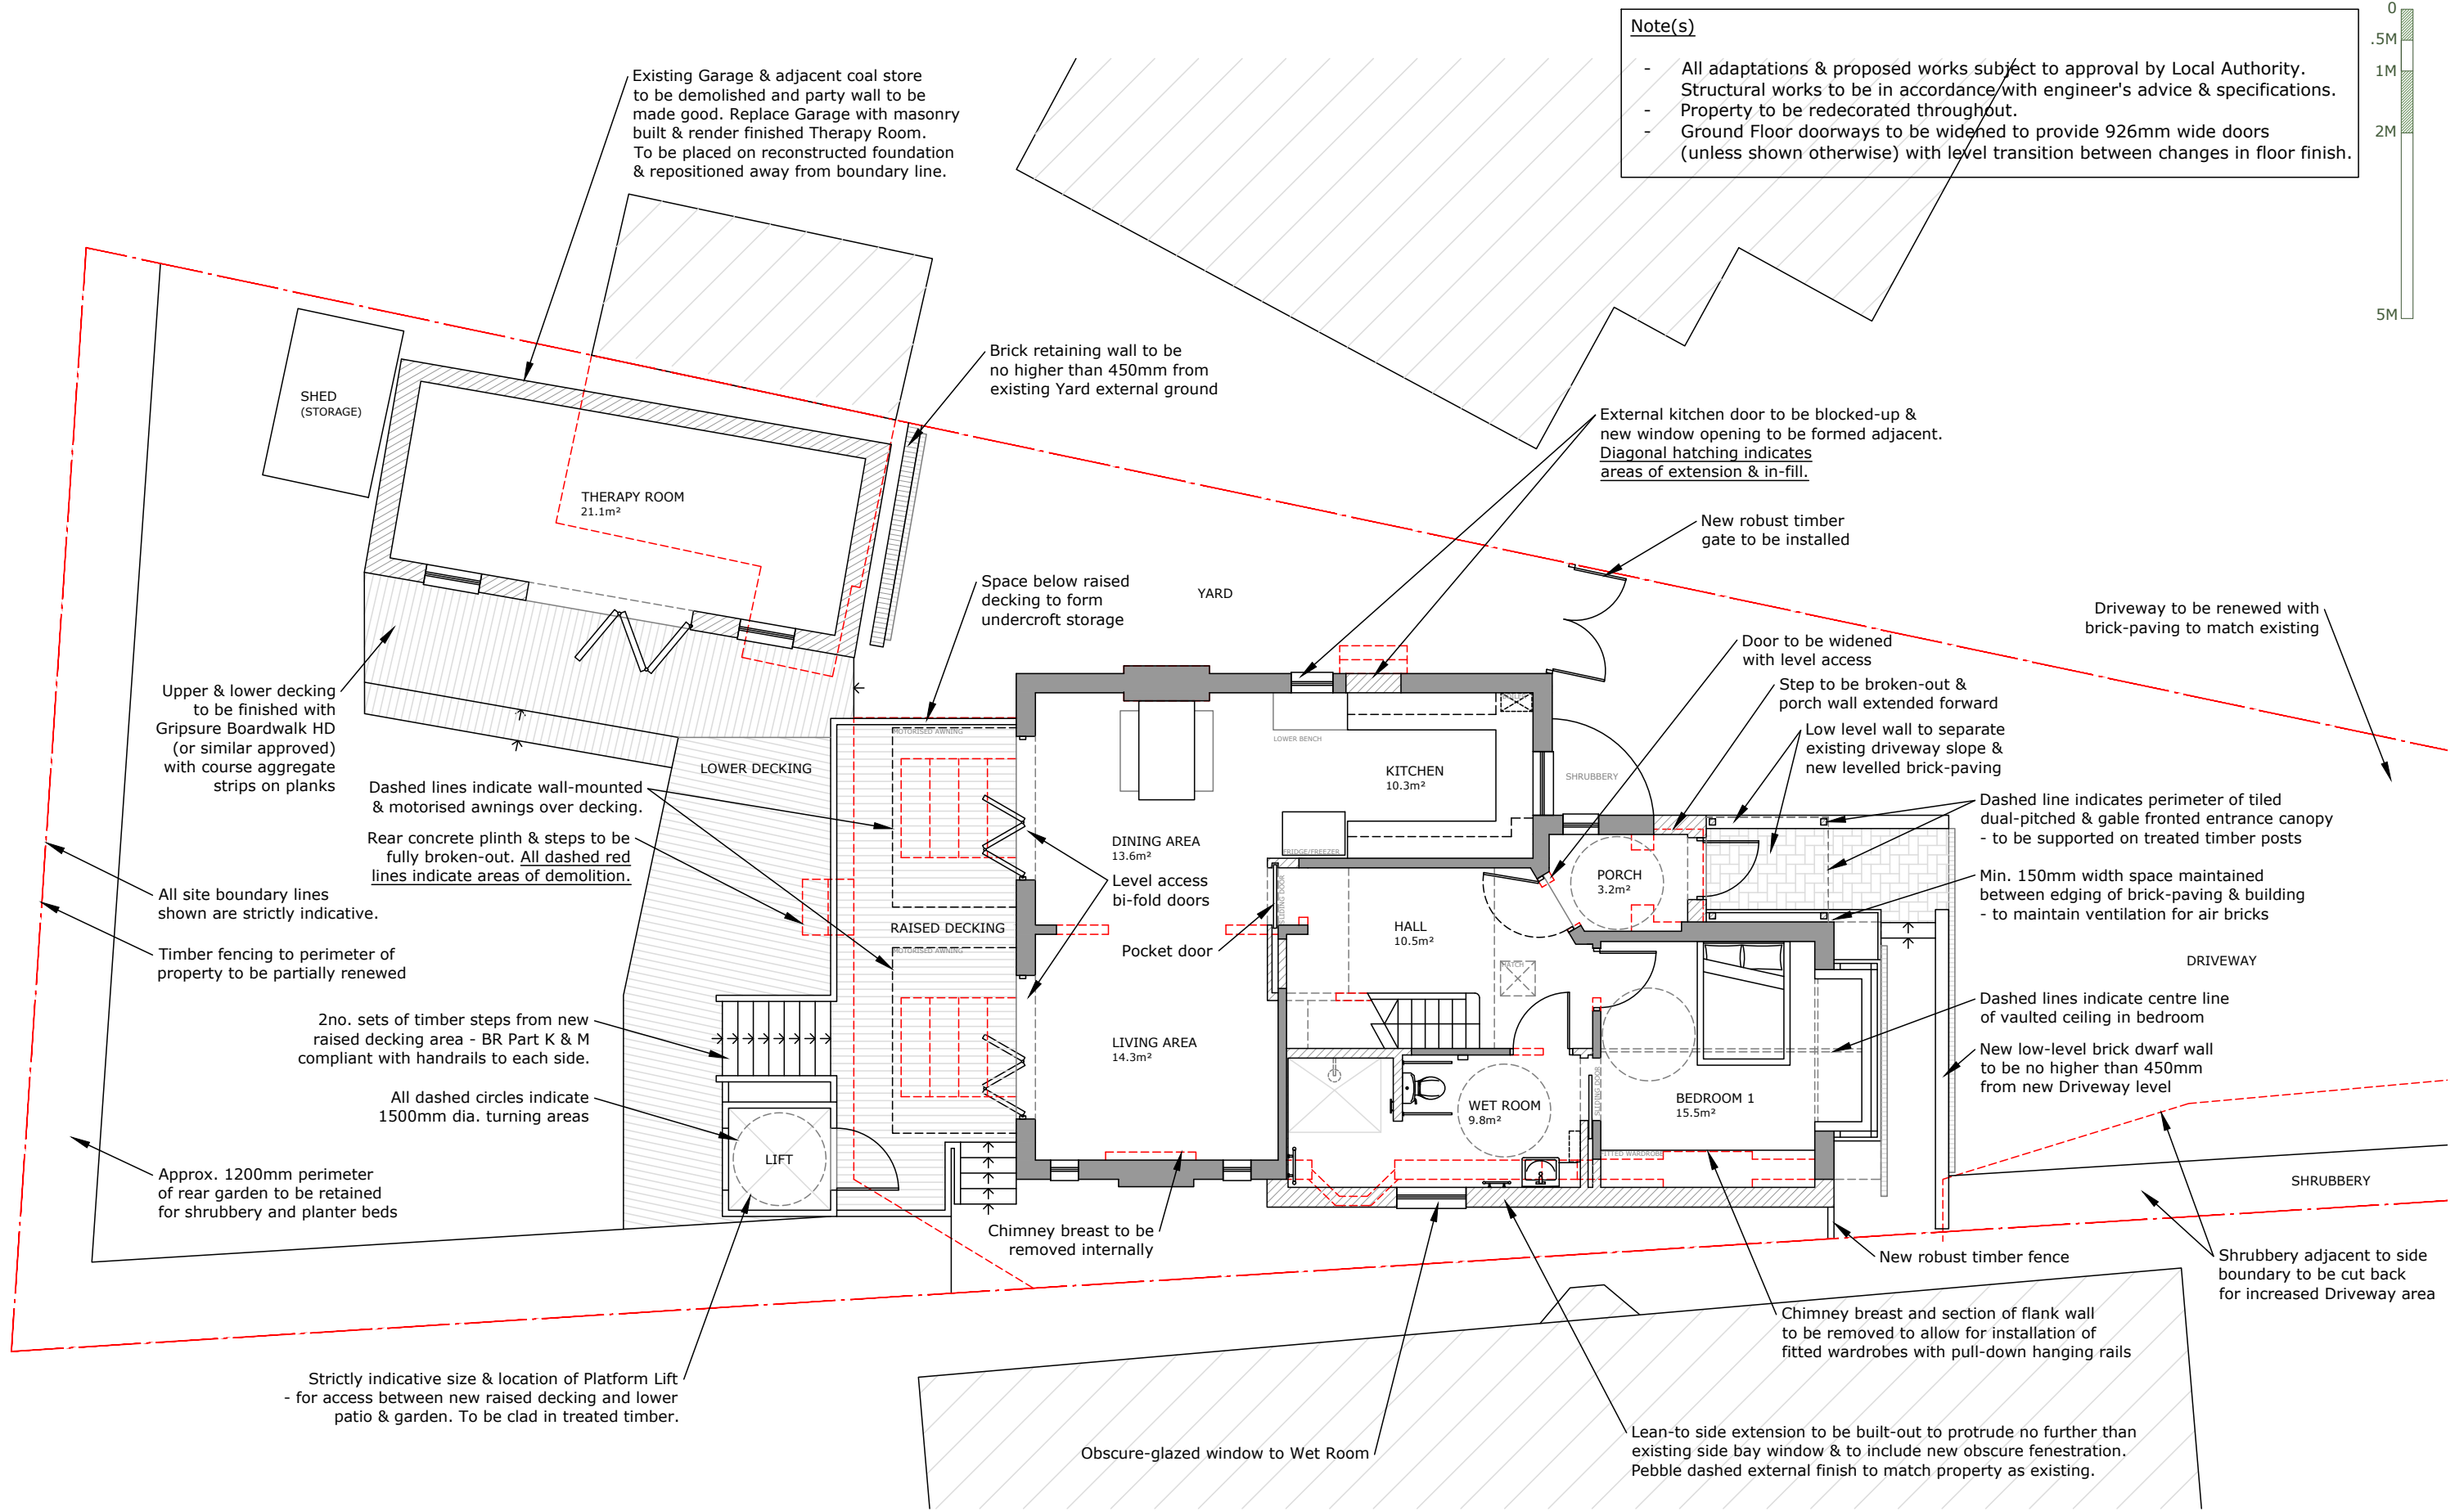 Note(s)
- All adaptations & proposed works subject to approval by Local Authority.
Structural works to be in accordance with engineer's advice & specifications.
- Property to be redecorated throughout.
- Ground Floor doorways to be widened to provide 926mm wide doors
(unless shown otherwise) with level transition between changes in floor finish.
0
.5M
1M
2M
5M
Existing Garage & adjacent coal store
to be demolished and party wall to be
made good. Replace Garage with masonry
built & render finished Therapy Room.
To be placed on reconstructed foundation
& repositioned away from boundary line.
Brick retaining wall to be
no higher than 450mm from
existing Yard external ground
External kitchen door to be blocked-up &
new window opening to be formed adjacent.
Diagonal hatching indicates
areas of extension & in-fill.
SHED
(STORAGE)
THERAPY ROOM
21.1m²
New robust timber
gate to be installed
Space below raised
decking to form
undercroft storage
YARD
Driveway to be renewed with
brick-paving to match existing
Door to be widened
with level access
Step to be broken-out &
porch wall extended forward
Low level wall to separate
existing driveway slope &
new levelled brick-paving
Upper & lower decking
to be finished with
Gripsure Boardwalk HD
(or similar approved)
with course aggregate
strips on planks
MOTORISED AWNING
LOWER BENCH
LOWER DECKING
KITCHEN
10.3m²
SHRUBBERY
Dashed lines indicate wall-mounted
& motorised awnings over decking.
Dashed line indicates perimeter of tiled
dual-pitched & gable fronted entrance canopy
- to be supported on treated timber posts
Rear concrete plinth & steps to be
fully broken-out. All dashed red
lines indicate areas of demolition.
DINING AREA
13.6m²
FRIDGE/FREEZER
Level access
bi-fold doors
SLIDING DOOR
PORCH
3.2m²
Min. 150mm width space maintained
between edging of brick-paving & building
- to maintain ventilation for air bricks
All site boundary lines
shown are strictly indicative.
RAISED DECKING
HALL
10.5m²
Pocket door
MOTORISED AWNING
Timber fencing to perimeter of
property to be partially renewed
HATCH
DRIVEWAY
Dashed lines indicate centre line
of vaulted ceiling in bedroom
2no. sets of timber steps from new
raised decking area - BR Part K & M
compliant with handrails to each side.
LIVING AREA
14.3m²
New low-level brick dwarf wall
to be no higher than 450mm
from new Driveway level
All dashed circles indicate
1500mm dia. turning areas
WET ROOM
9.8m²
SLIDING DOOR
BEDROOM 1
15.5m²
FITTED WARDROBE
LIFT
Approx. 1200mm perimeter
of rear garden to be retained
for shrubbery and planter beds
SHRUBBERY
Chimney breast to be
removed internally
New robust timber fence
Shrubbery adjacent to side
boundary to be cut back
for increased Driveway area
Chimney breast and section of flank wall
to be removed to allow for installation of
fitted wardrobes with pull-down hanging rails
Strictly indicative size & location of Platform Lift
- for access between new raised decking and lower
patio & garden. To be clad in treated timber.
Obscure-glazed window to Wet Room
Lean-to side extension to be built-out to protrude no further than
existing side bay window & to include new obscure fenestration.
Pebble dashed external finish to match property as existing.